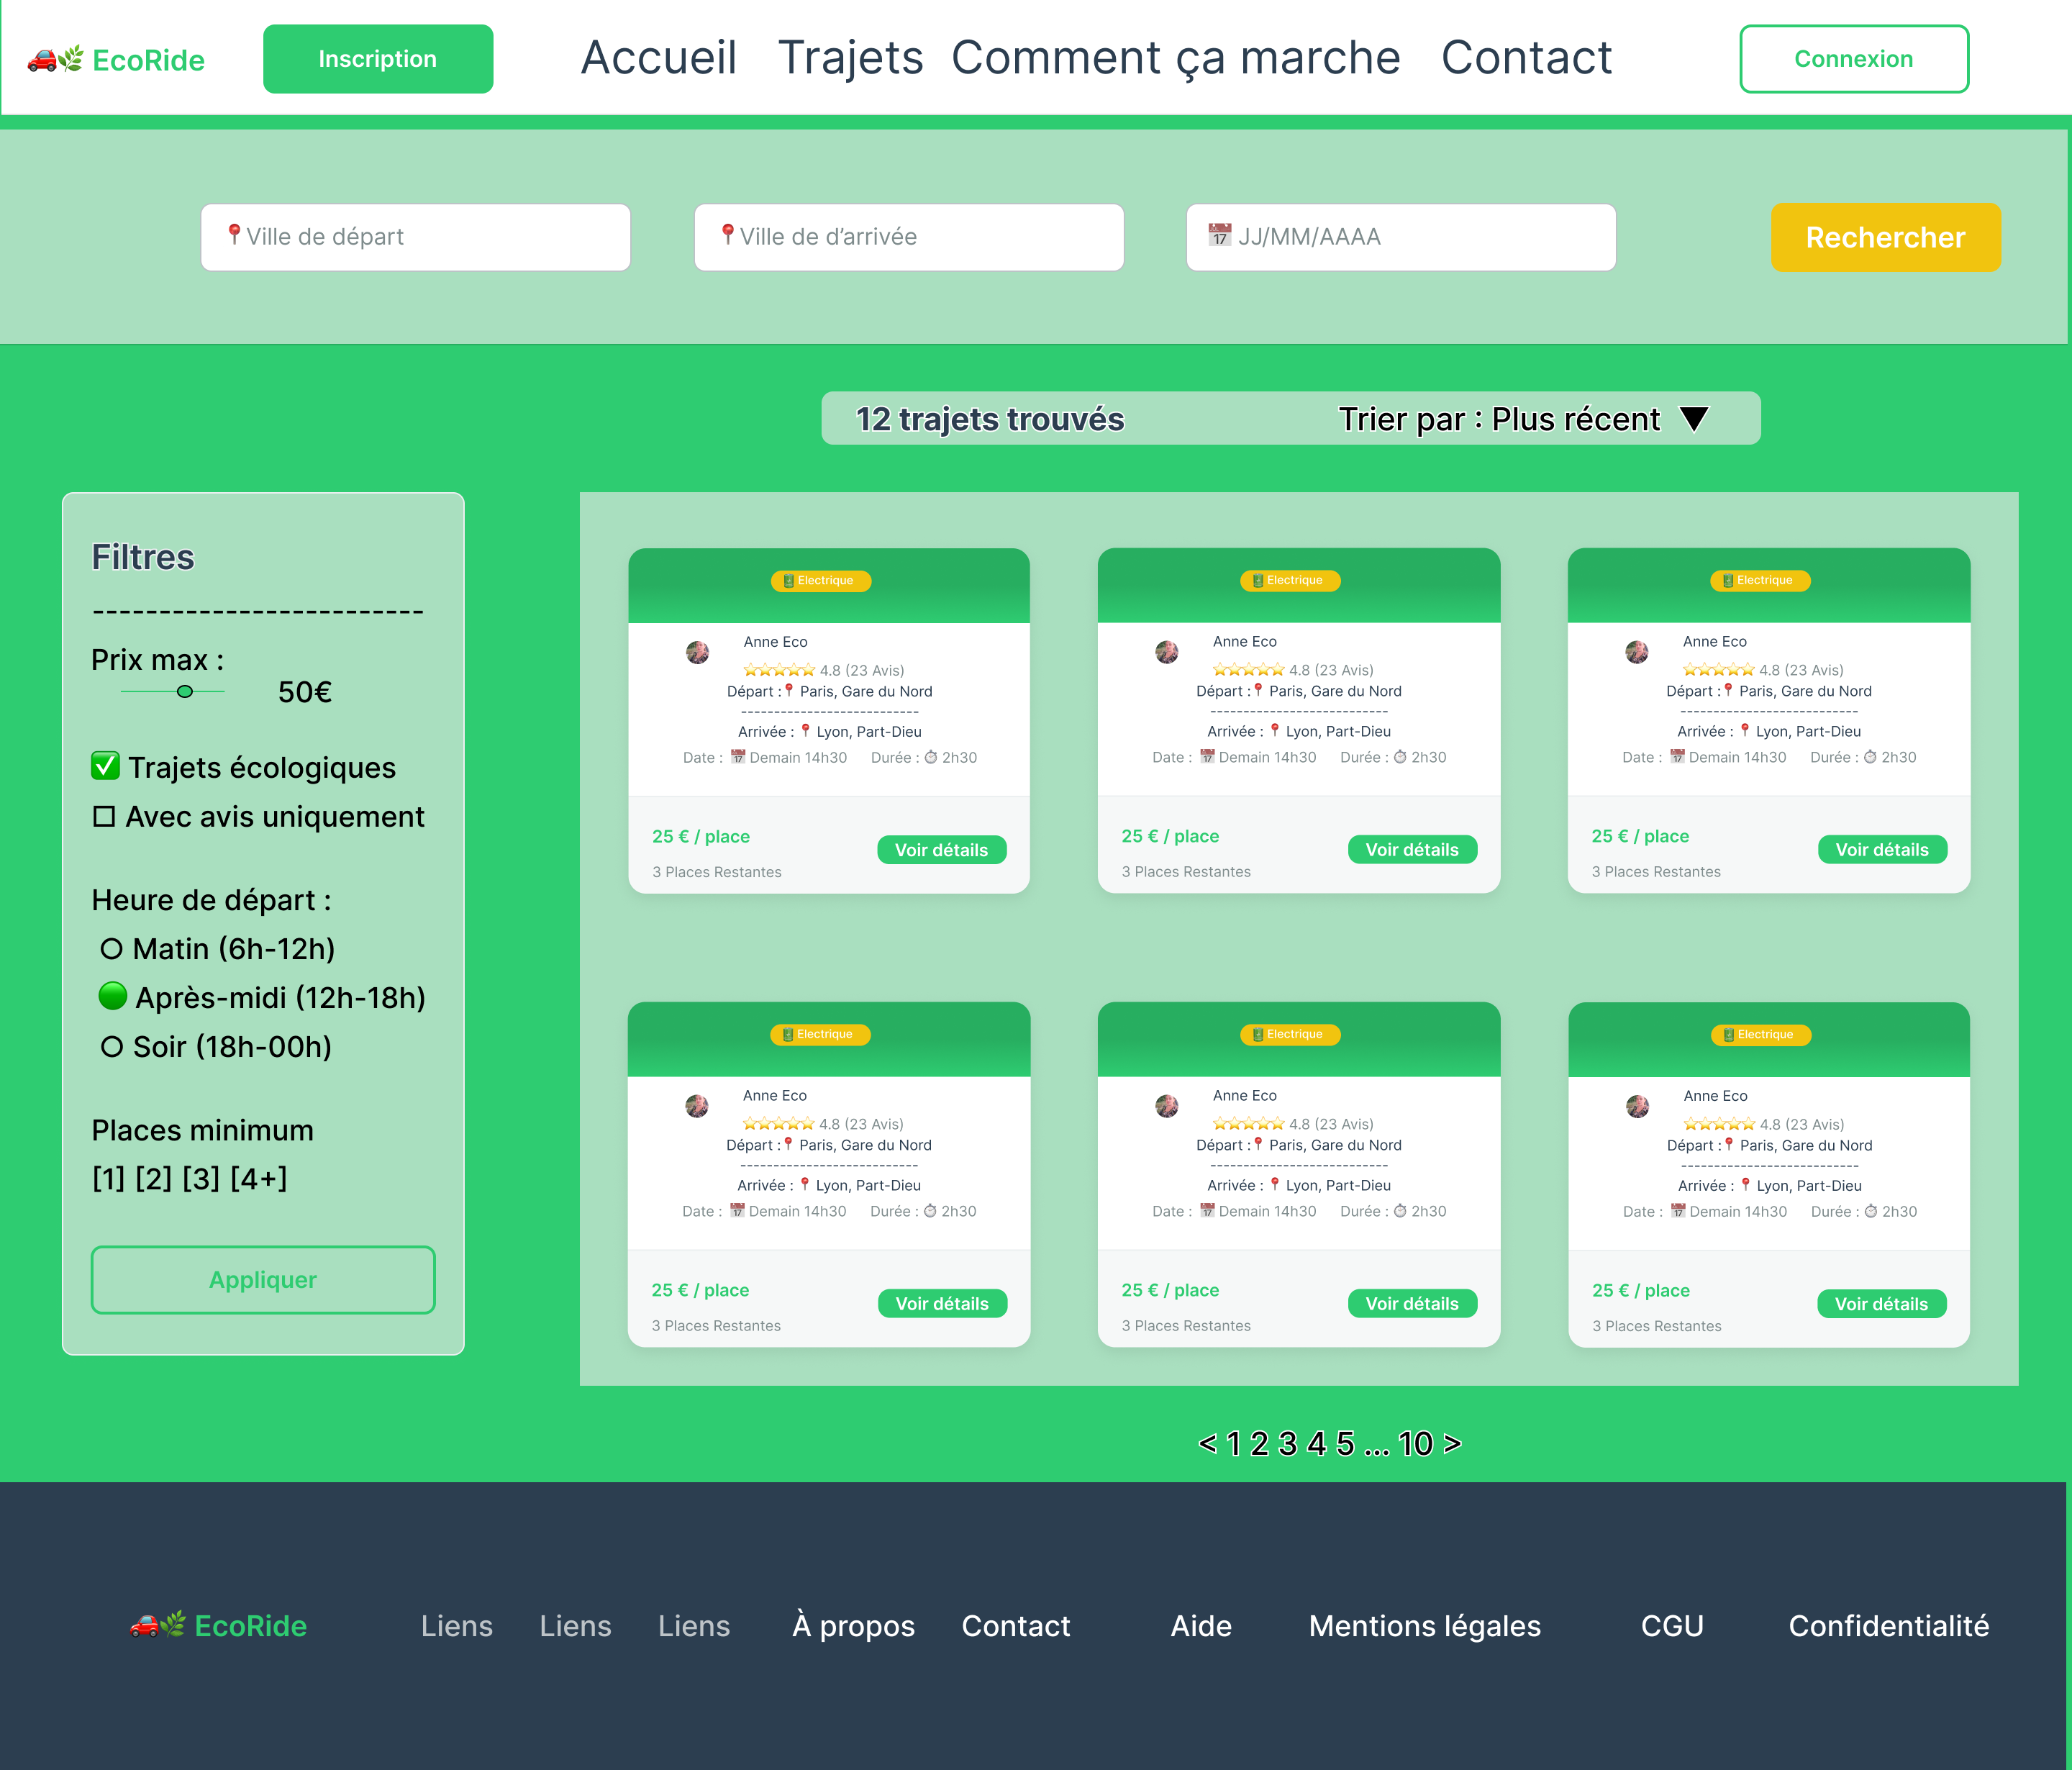 EcoRide
Inscription
Accueil Trajets Comment ça marche Contact
Connexion
Ville de départ
Ville de d’arrivée
JJ/MM/AAAA
Rechercher
12 trajets trouvés
Trier par : Plus récent ▼
Filtres
-------------------------
Prix max :
50€
✅ Trajets écologiques
☐ Avec avis uniquement
Heure de départ :
○ Matin (6h-12h)
🟢 Après-midi (12h-18h)
○ Soir (18h-00h)
Places minimum
[1] [2] [3] [4+]
Appliquer
Electrique
Anne Eco
⭐⭐⭐⭐⭐ 4.8 (23 Avis)
Départ :📍 Paris, Gare du Nord
---------------------------
Arrivée : 📍 Lyon, Part-Dieu
Date : 📅 Demain 14h30 Durée : ⏱ 2h30
25 € / place
3 Places Restantes
Voir détails
Electrique
Anne Eco
⭐⭐⭐⭐⭐ 4.8 (23 Avis)
Départ :📍 Paris, Gare du Nord
---------------------------
Arrivée : 📍 Lyon, Part-Dieu
Date : 📅 Demain 14h30 Durée : ⏱ 2h30
25 € / place
3 Places Restantes
Voir détails
Electrique
Anne Eco
⭐⭐⭐⭐⭐ 4.8 (23 Avis)
Départ :📍 Paris, Gare du Nord
---------------------------
Arrivée : 📍 Lyon, Part-Dieu
Date : 📅 Demain 14h30 Durée : ⏱ 2h30
25 € / place
3 Places Restantes
Voir détails
Electrique
Anne Eco
⭐⭐⭐⭐⭐ 4.8 (23 Avis)
Départ :📍 Paris, Gare du Nord
---------------------------
Arrivée : 📍 Lyon, Part-Dieu
Date : 📅 Demain 14h30 Durée : ⏱ 2h30
25 € / place
3 Places Restantes
Voir détails
Electrique
Anne Eco
⭐⭐⭐⭐⭐ 4.8 (23 Avis)
Départ :📍 Paris, Gare du Nord
---------------------------
Arrivée : 📍 Lyon, Part-Dieu
Date : 📅 Demain 14h30 Durée : ⏱ 2h30
25 € / place
3 Places Restantes
Voir détails
Electrique
Anne Eco
⭐⭐⭐⭐⭐ 4.8 (23 Avis)
Départ :📍 Paris, Gare du Nord
---------------------------
Arrivée : 📍 Lyon, Part-Dieu
Date : 📅 Demain 14h30 Durée : ⏱ 2h30
25 € / place
3 Places Restantes
Voir détails
< 1 2 3 4 5 ... 10 >
EcoRide
Liens Liens Liens À propos Contact Aide Mentions légales CGU Confidentialité